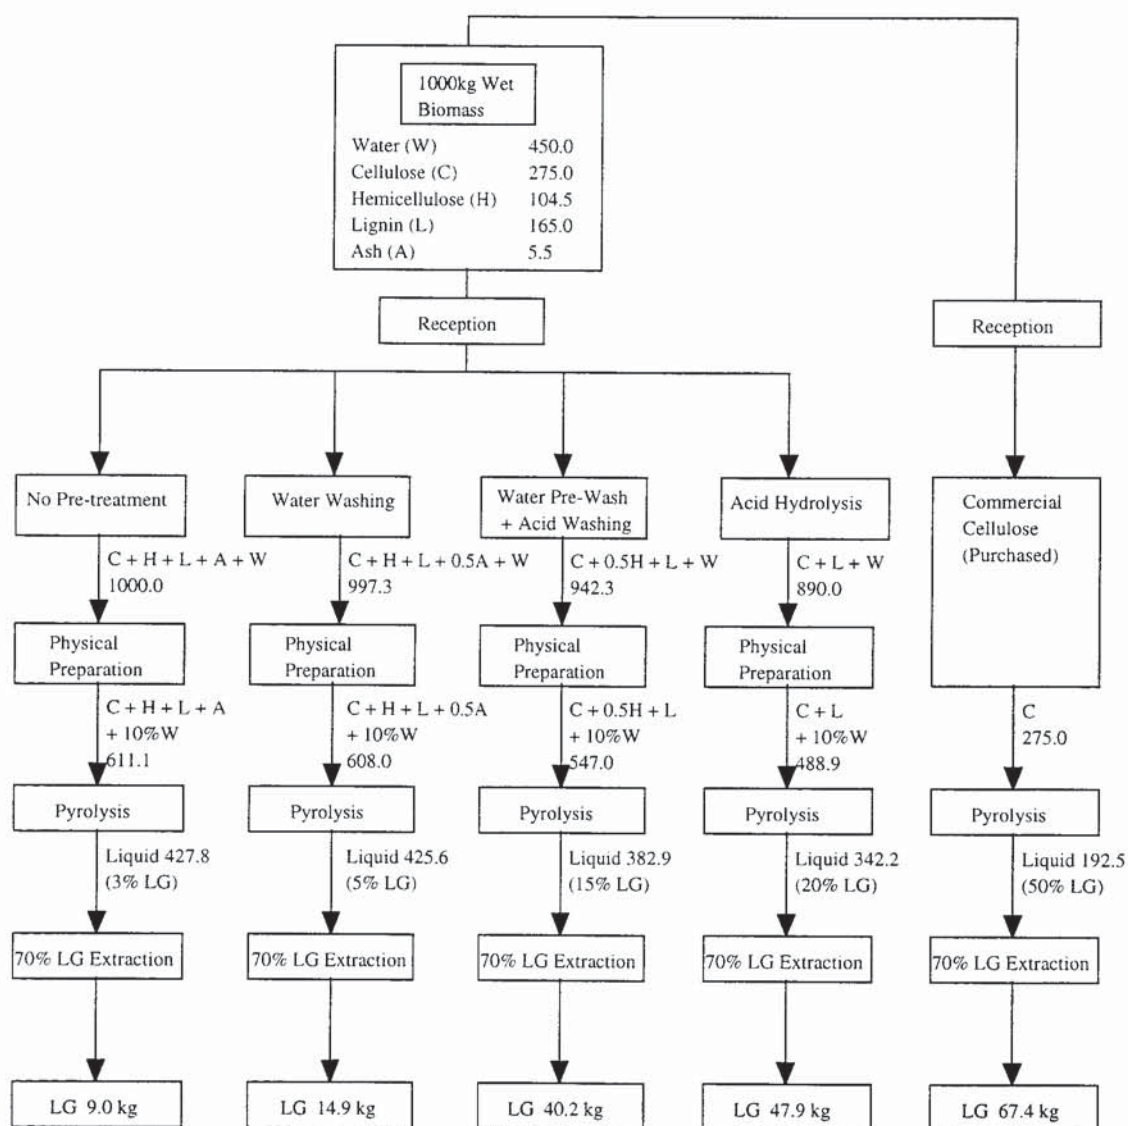 1000kg Wet
Biomass
Water (W) 450.0
Cellulose (C) 275.0
Hemicellulose (H) 104.5
Lignin (L) 165.0
Ash (A) 5.5
Reception
Reception
No Pre-treatment
Water Washing
Water Pre-Wash
+ Acid Washing
Acid Hydrolysis
Commercial
Cellulose
(Purchased)
C + H + L + A + W
1000.0
C + H + L + 0.5A + W
997.3
C + 0.5H + L + W
942.3
C + L + W
890.0
Physical
Preparation
Physical
Preparation
Physical
Preparation
Physical
Preparation
C + H + L + A
+ 10%W
611.1
C + H + L + 0.5A
+ 10%W
608.0
C + 0.5H + L
+ 10%W
547.0
C + L
+ 10%W
488.9
C
275.0
Pyrolysis
Pyrolysis
Pyrolysis
Pyrolysis
Pyrolysis
Liquid 427.8
(3% LG)
Liquid 425.6
(5% LG)
Liquid 382.9
(15% LG)
Liquid 342.2
(20% LG)
Liquid 192.5
(50% LG)
70% LG Extraction
70% LG Extraction
70% LG Extraction
70% LG Extraction
70% LG Extraction
LG 9.0 kg
LG 14.9 kg
LG 40.2 kg
LG 47.9 kg
LG 67.4 kg